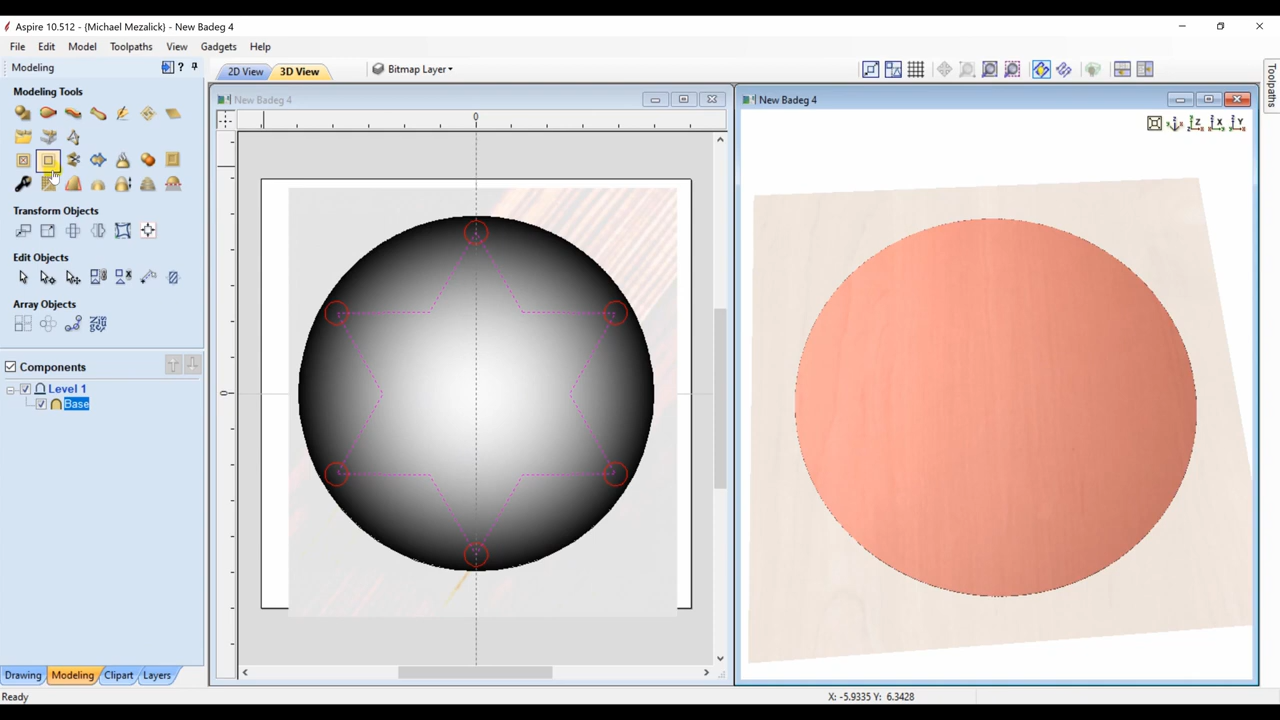 Aspire 10.512 - {Michael Mezalick} - New Badeg 4
File Edit Model Toolpaths View Gadgets Help
Modeling
2D View 3D View Bitmap Layer
Modeling Tools
New Badeg 4
New Badeg 4
Toolpaths
0
Z X Y
Transform Objects
Edit Objects
Array Objects
Components
Level 1
Base
0
Drawing Modeling Clipart Layers
Ready
X: -5.9335 Y: 6.3428